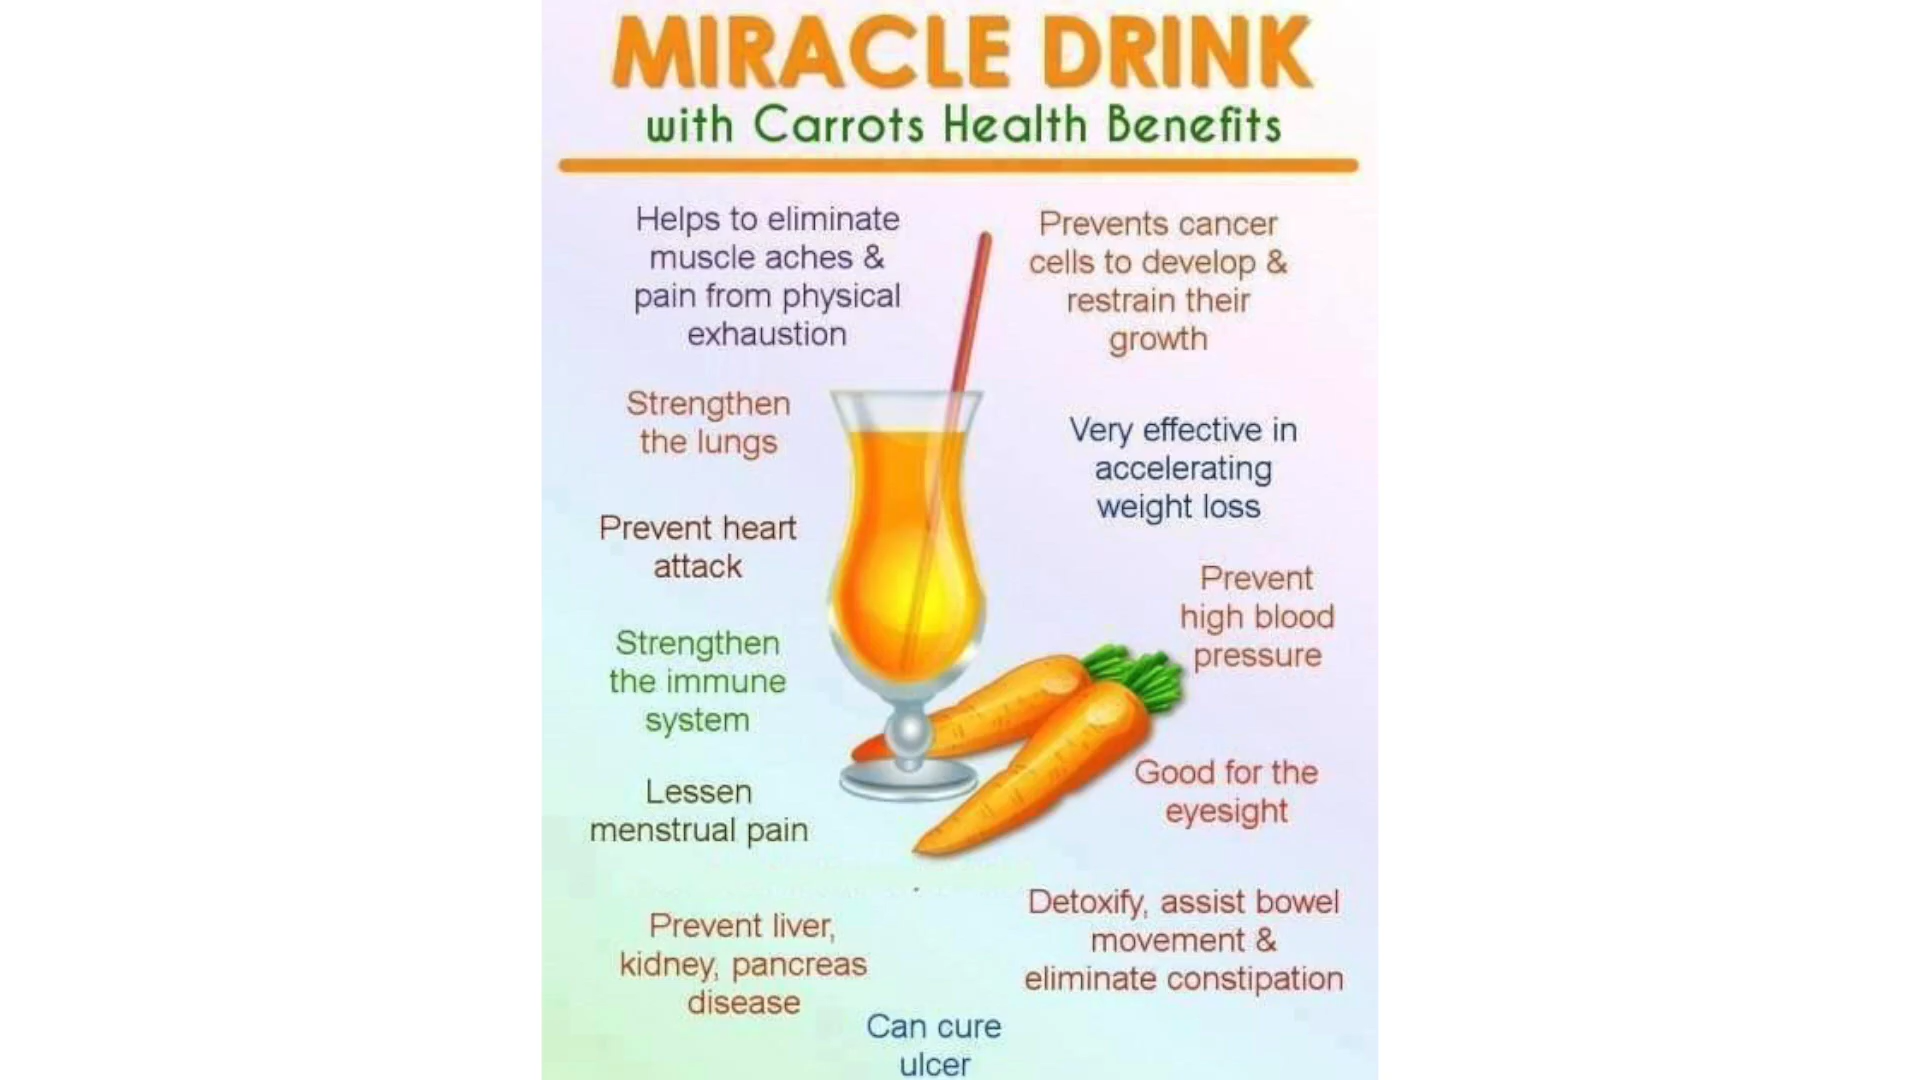 MIRACLE DRINK
with Carrots Health Benefits
Helps to eliminate
muscle aches &
pain from physical
exhaustion
Prevents cancer
cells to develop &
restrain their
growth
Strengthen
the lungs
Very effective in
accelerating
weight loss
Prevent heart
attack
Prevent
high blood
pressure
Strengthen
the immune
system
Good for the
eyesight
Lessen
menstrual pain
Detoxify, assist bowel
movement &
eliminate constipation
Prevent liver,
kidney, pancreas
disease
Can cure
ulcer